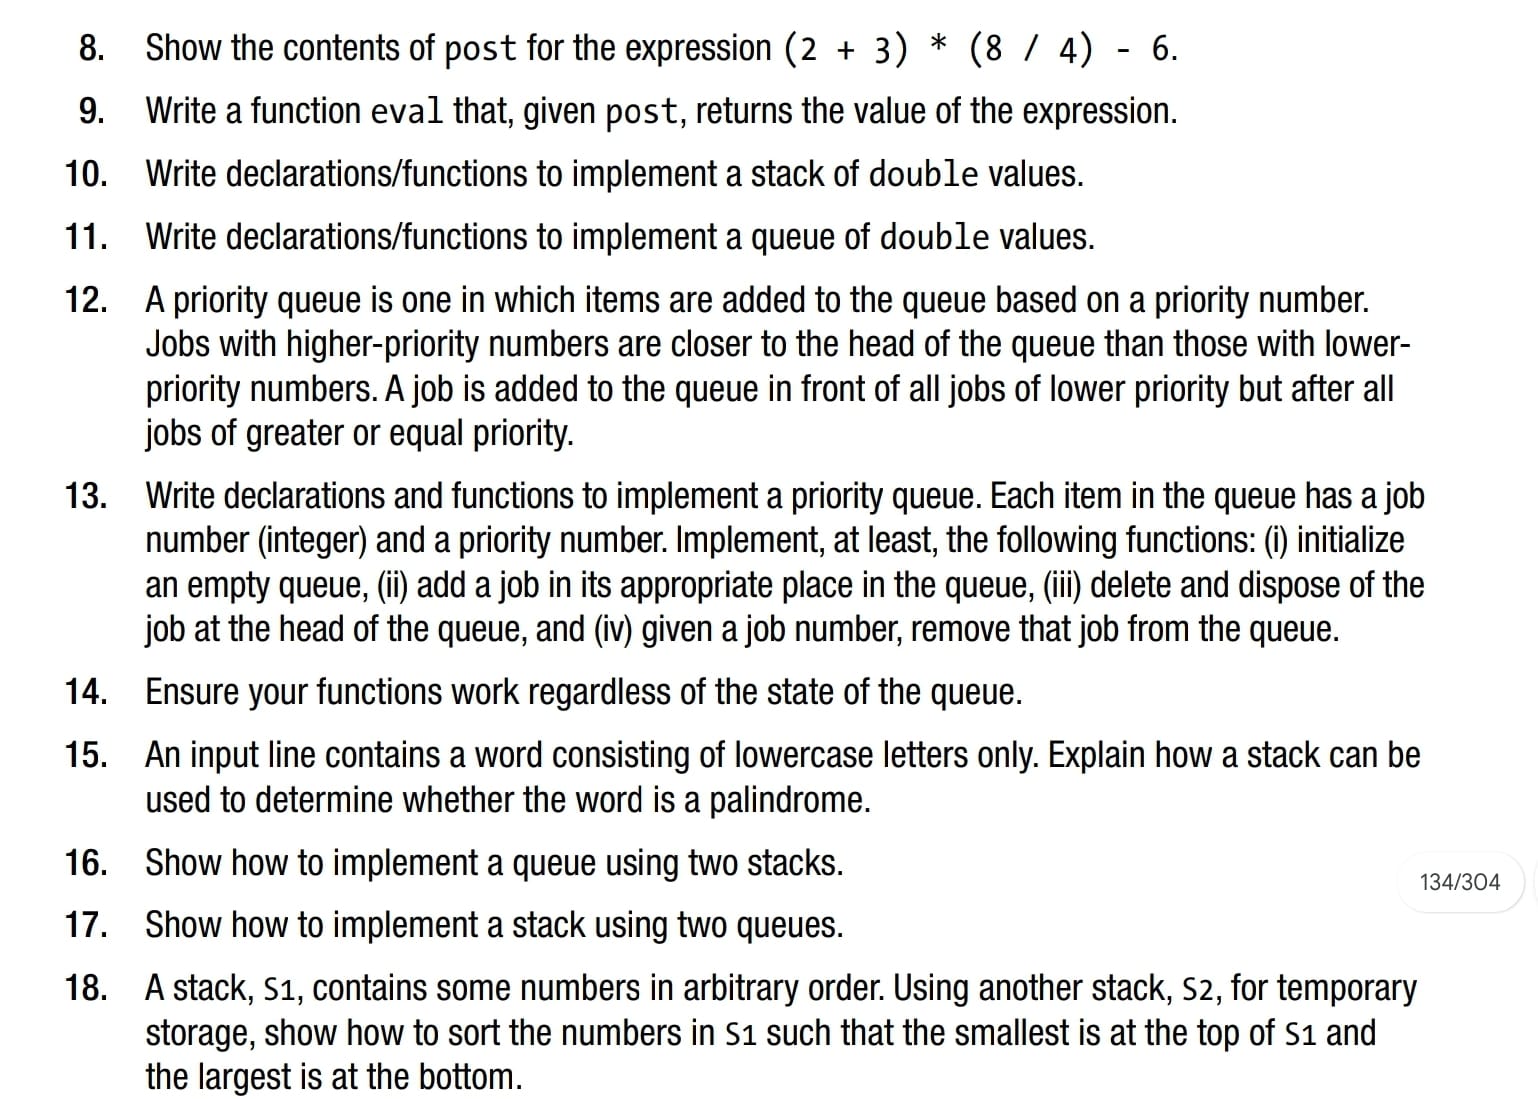 8. Show the contents of post for the expression (2 + 3) * (8 / 4) - 6.
9. Write a function eval that, given post, returns the value of the expression.
10. Write declarations/functions to implement a stack of double values.
11. Write declarations/functions to implement a queue of double values.
12. A priority queue is one in which items are added to the queue based on a priority number.
Jobs with higher-priority numbers are closer to the head of the queue than those with lower-
priority numbers. A job is added to the queue in front of all jobs of lower priority but after all
jobs of greater or equal priority.
13. Write declarations and functions to implement a priority queue. Each item in the queue has a job
number (integer) and a priority number. Implement, at least, the following functions: (i) initialize
an empty queue, (ii) add a job in its appropriate place in the queue, (iii) delete and dispose of the
job at the head of the queue, and (iv) given a job number, remove that job from the queue.
14. Ensure your functions work regardless of the state of the queue.
15. An input line contains a word consisting of lowercase letters only. Explain how a stack can be
used to determine whether the word is a palindrome.
16. Show how to implement a queue using two stacks.
134/304
17. Show how to implement a stack using two queues.
18. A stack, S1, contains some numbers in arbitrary order. Using another stack, S2, for temporary
storage, show how to sort the numbers in S1 such that the smallest is at the top of S1 and
the largest is at the bottom.